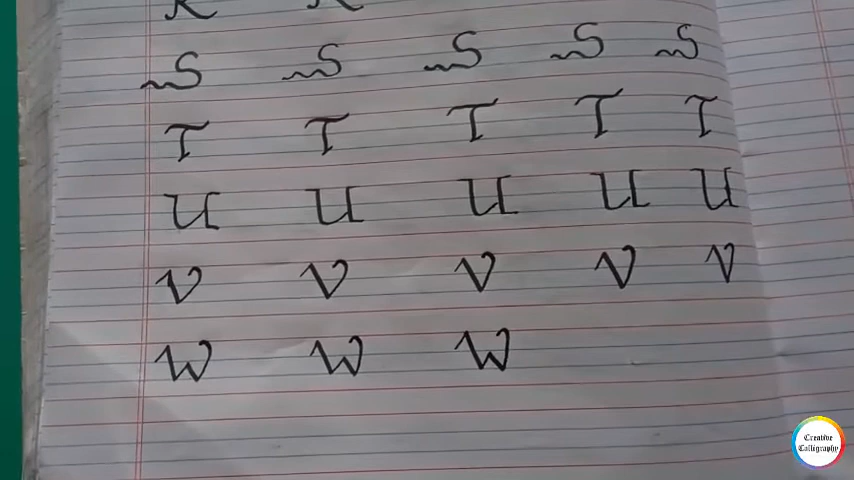 S S S S S
T T T T T
U U U U U
V V V V V
W W W
Creative
Calligraphy